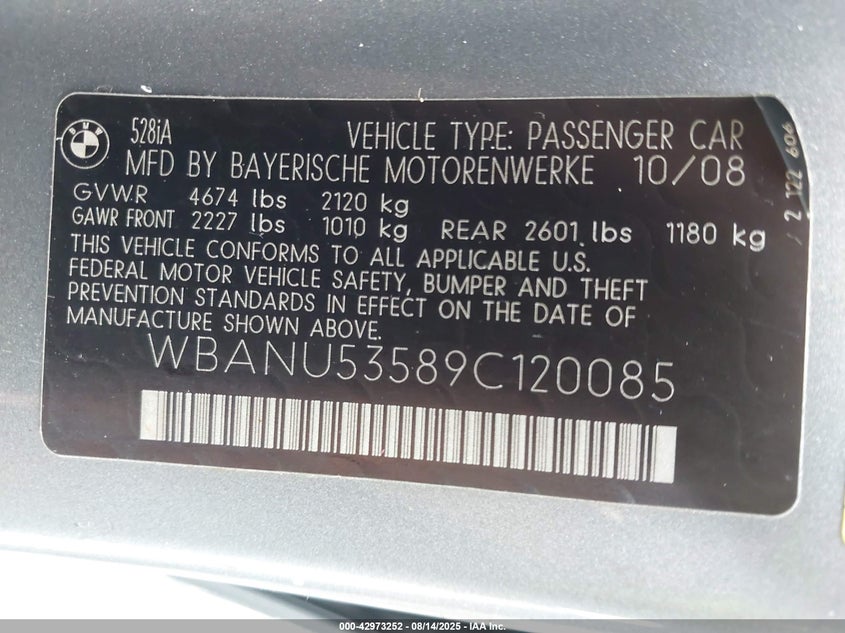 BMW
528iA VEHICLE TYPE: PASSENGER CAR
MFD BY BAYERISCHE MOTORENWERKE 10/08
GVWR 4674 lbs 2120 kg
GAWR FRONT 2227 lbs 1010 kg REAR 2601 lbs 1180 kg
THIS VEHICLE CONFORMS TO ALL APPLICABLE U.S.
FEDERAL MOTOR VEHICLE SAFETY, BUMPER AND THEFT
PREVENTION STANDARDS IN EFFECT ON THE DATE OF
MANUFACTURE SHOWN ABOVE.
WBANU53589C120085
2 122 606
000-42973252 - 08/14/2025 - IAA Inc.